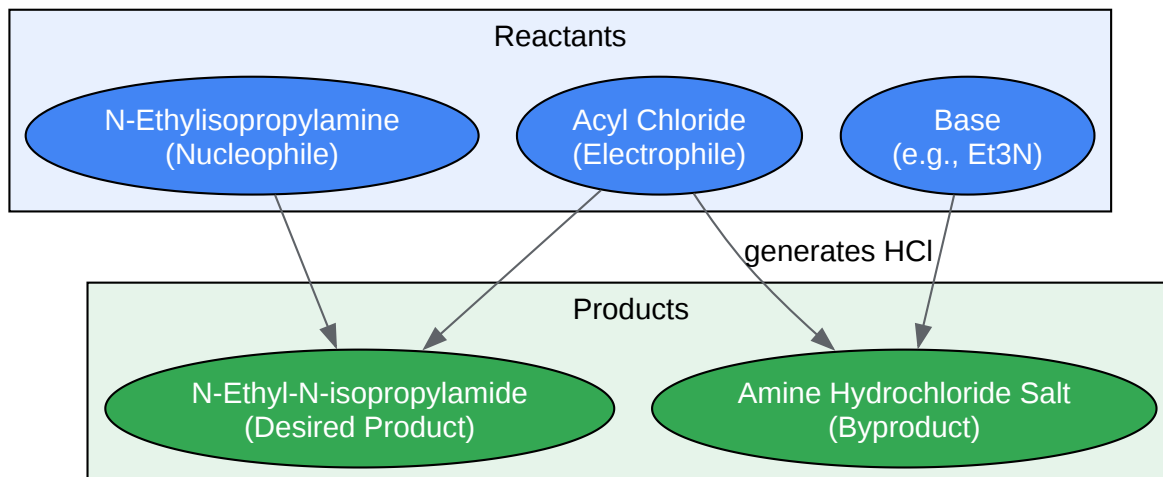 Reactants
N-Ethylisopropylamine
(Nucleophile)
Acyl Chloride
(Electrophile)
Base
(e.g., Et3N)
generates HCl
Products
N-Ethyl-N-isopropylamide
(Desired Product)
Amine Hydrochloride Salt
(Byproduct)